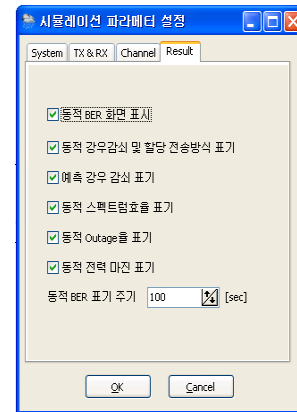 시뮬레이션 파라메터 설정
System TX & RX Channel Result
동적 BER 화면 표시
동적 강우감쇠 및 할당 전송방식 표기
예측 강우 감쇠 표기
동적 스펙트럼효율 표기
동적 Outage율 표기
동적 전력 마진 표기
동적 BER 표기 주기 100 [sec]
OK Cancel